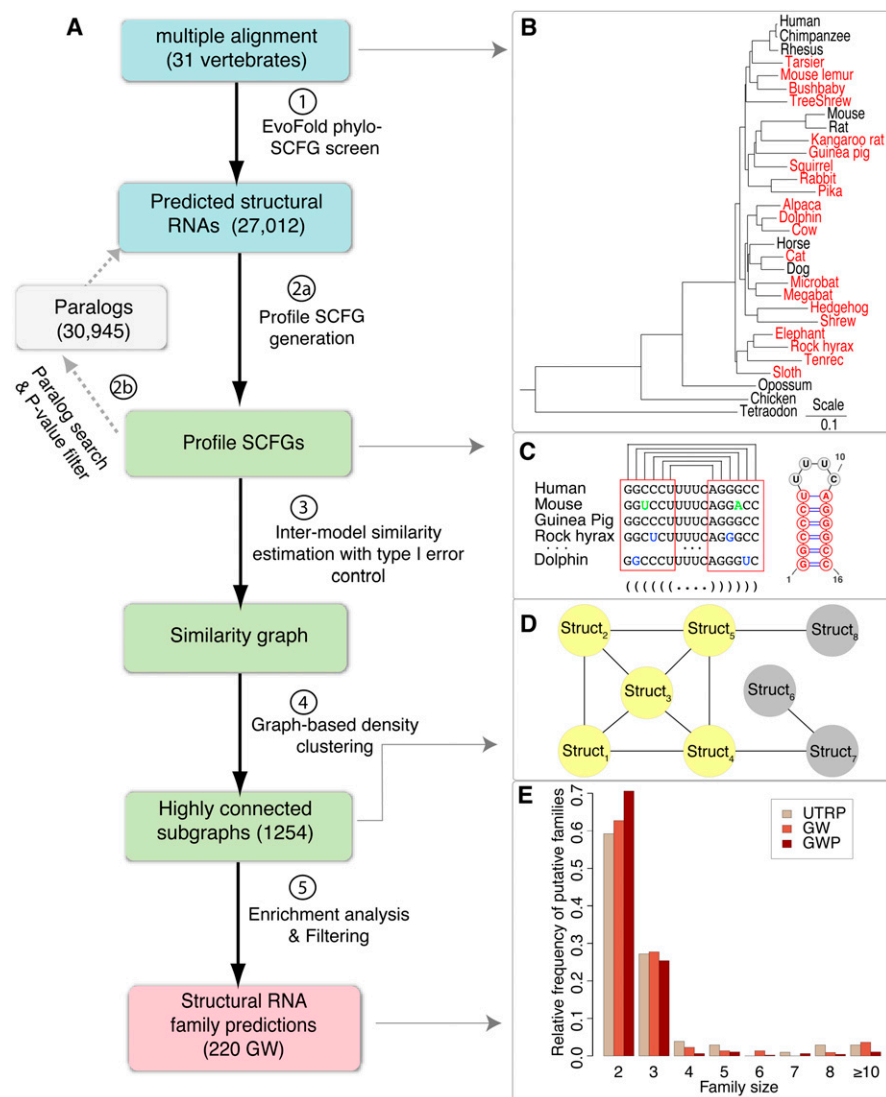 A
multiple alignment
(31 vertebrates)
1
EvoFold phylo-
SCFG screen
Predicted structural
RNAs (27,012)
Paralogs
(30,945)
2a
Profile SCFG
generation
2b
Paralog search
& P-value filter
Profile SCFGs
3
Inter-model similarity
estimation with type I error
control
Similarity graph
4
Graph-based density
clustering
Highly connected
subgraphs (1254)
5
Enrichment analysis
& Filtering
Structural RNA
family predictions
(220 GW)
B
Human
Chimpanzee
Rhesus
Tarsier
Mouse lemur
Bushbaby
TreeShrew
Mouse
Rat
Kangaroo rat
Guinea pig
Squirrel
Rabbit
Pika
Alpaca
Dolphin
Cow
Horse
Cat
Dog
Microbat
Megabat
Hedgehog
Shrew
Elephant
Rock hyrax
Tenrec
Sloth
Opossum
Chicken
Tetraodon
Scale
0.1
C
Human GGCCCUUUUCAGGGCC
Mouse GGUCCUUUUCAGGACC
Guinea Pig GGCCCUUUUCAGGGCC
Rock hyrax GGCUCUUUUCAGGGCC
... ...
Dolphin GGCCCUUUUCAGGGUC
((((((....))))))
U U U C 10
U A
C G
C G
C G
G C
G C
1 16
D
Struct2 Struct5 Struct8
Struct3 Struct6
Struct1 Struct4 Struct7
E
Relative frequency of putative families
0.7
0.6
0.5
0.4
0.3
0.2
0.1
0.0
UTRP
GW
GWP
2 3 4 5 6 7 8 ≥10
Family size